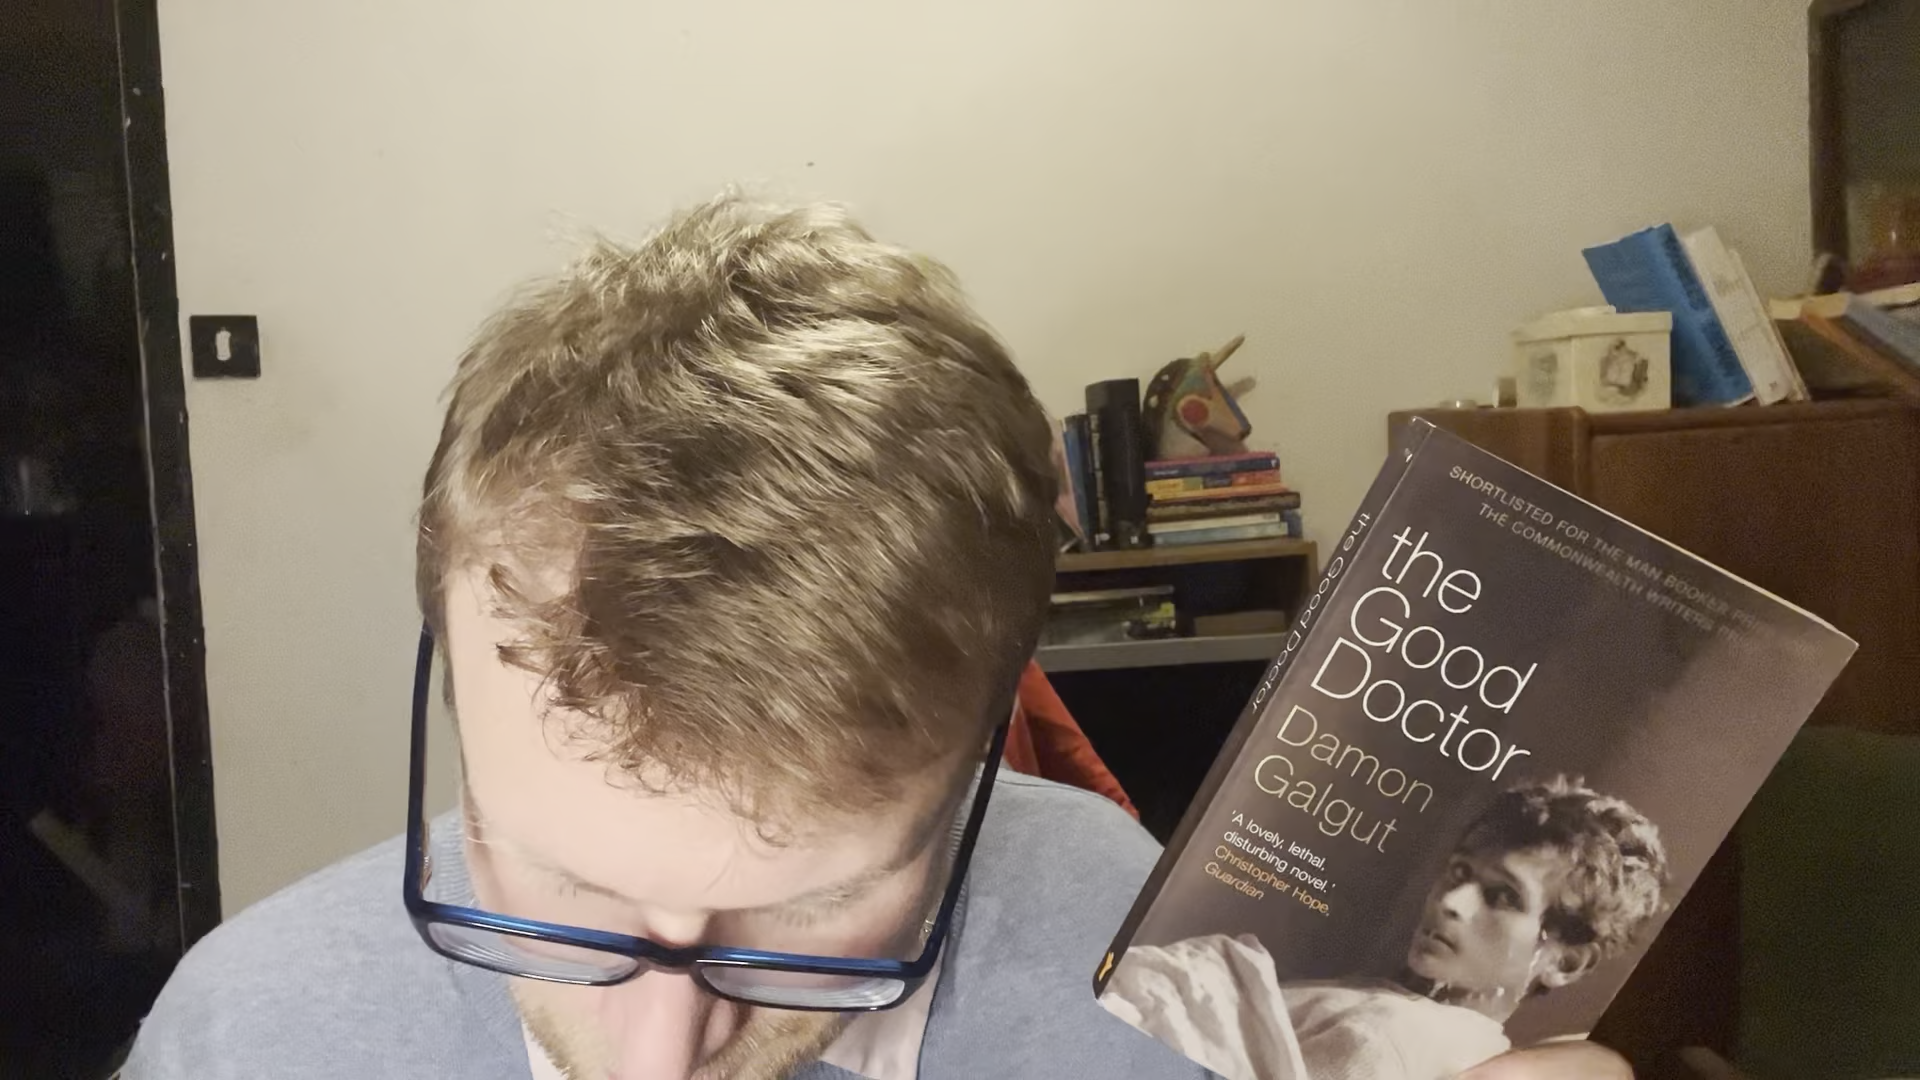 SHORTLISTED FOR THE MAN BOOKER
THE COMMONWEALTH WRITERS
the
Good
Doctor
Damon
Galgut
'A lovely, lethal,
disturbing novel.'
Christopher Hope,
Guardian
the Good Doctor